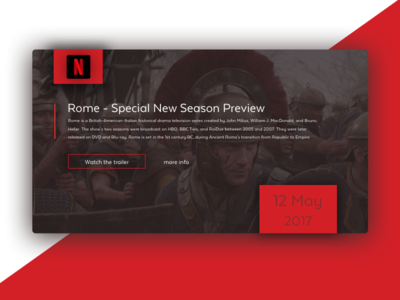 N
Rome - Special New Season Preview
Rome is a British-American-Italian historical drama television series created by John Milius, William J. MacDonald, and Bruno
Heller. The show's two seasons were broadcast on HBO, BBC Two, and RaiDue between 2005 and 2007. They were later
released on DVD and Blu-ray. Rome is set in the 1st century BC, during Ancient Rome's transition from Republic to Empire.
Watch the trailer more info
12 May
2017